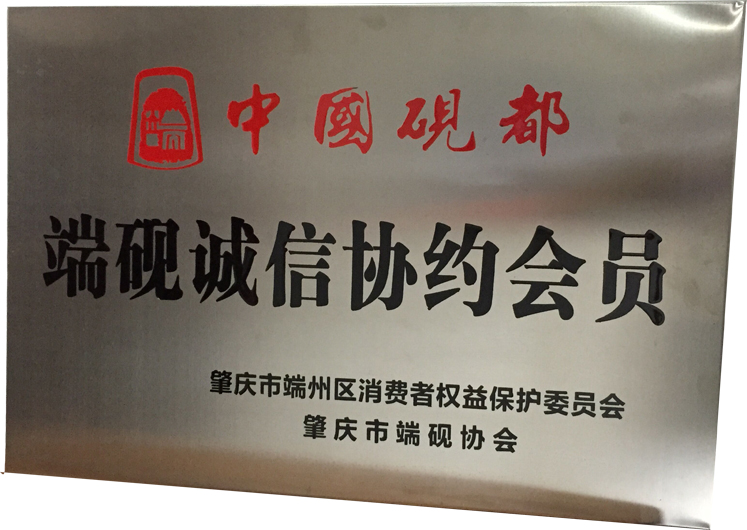 中國硯都
端砚诚信协约会员
肇庆市端州区消费者权益保护委员会
肇庆市端砚协会